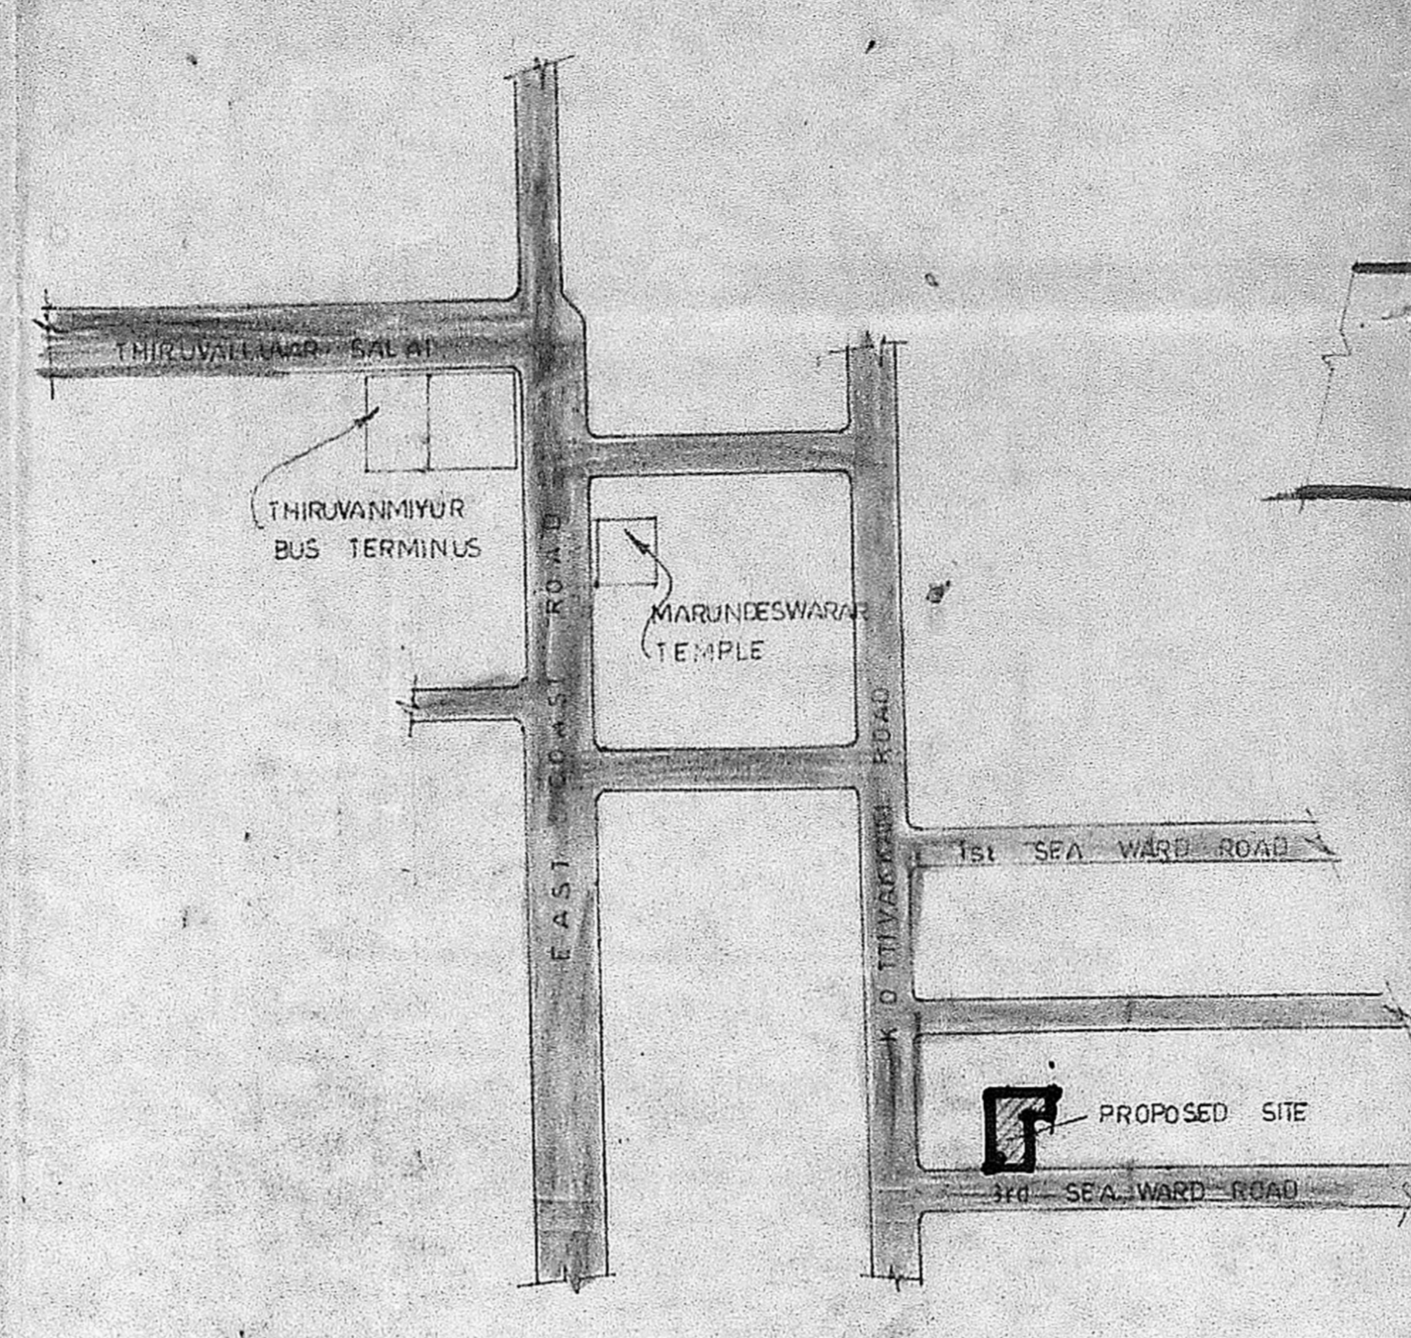 THIRUVALLUVAR SALAI
THIRUVANMIYUR
BUS TERMINUS
EAST COAST ROAD
MARUNDESWARAR
TEMPLE
KOTTIVAKKAM ROAD
1st SEA WARD ROAD
PROPOSED SITE
3rd SEA WARD ROAD